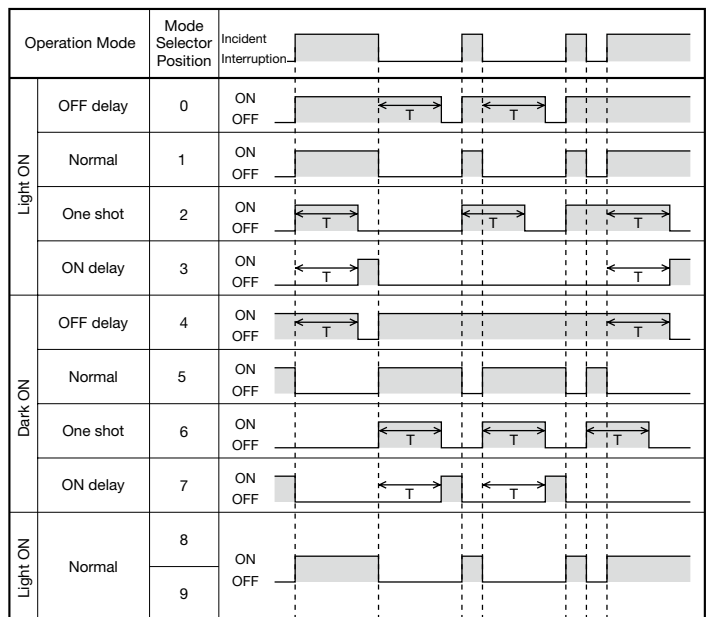 Operation Mode
Mode Selector Position
Incident
Interruption
Light ON
OFF delay
0
ON
OFF
T
T
Normal
1
ON
OFF
One shot
2
ON
OFF
T
T
T
ON delay
3
ON
OFF
T
T
Dark ON
OFF delay
4
ON
OFF
T
T
Normal
5
ON
OFF
One shot
6
ON
OFF
T
T
T
ON delay
7
ON
OFF
T
T
Light ON
Normal
8
9
ON
OFF